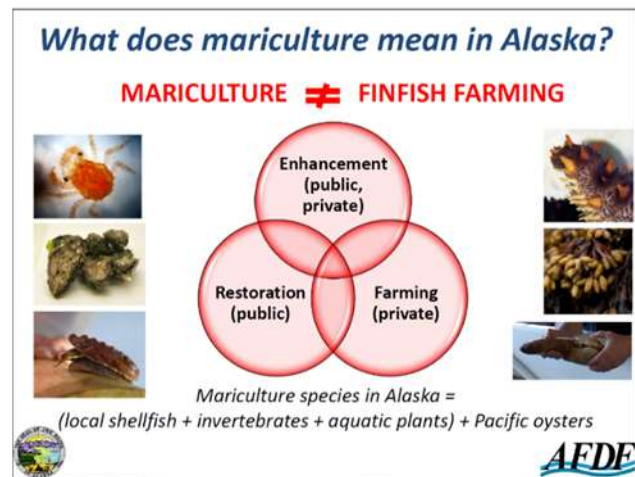 What does mariculture mean in Alaska?
MARICULTURE ≠ FINFISH FARMING
Enhancement
(public,
private)
Restoration
(public)
Farming
(private)
Mariculture species in Alaska =
(local shellfish + invertebrates + aquatic plants) + Pacific oysters
AFDF